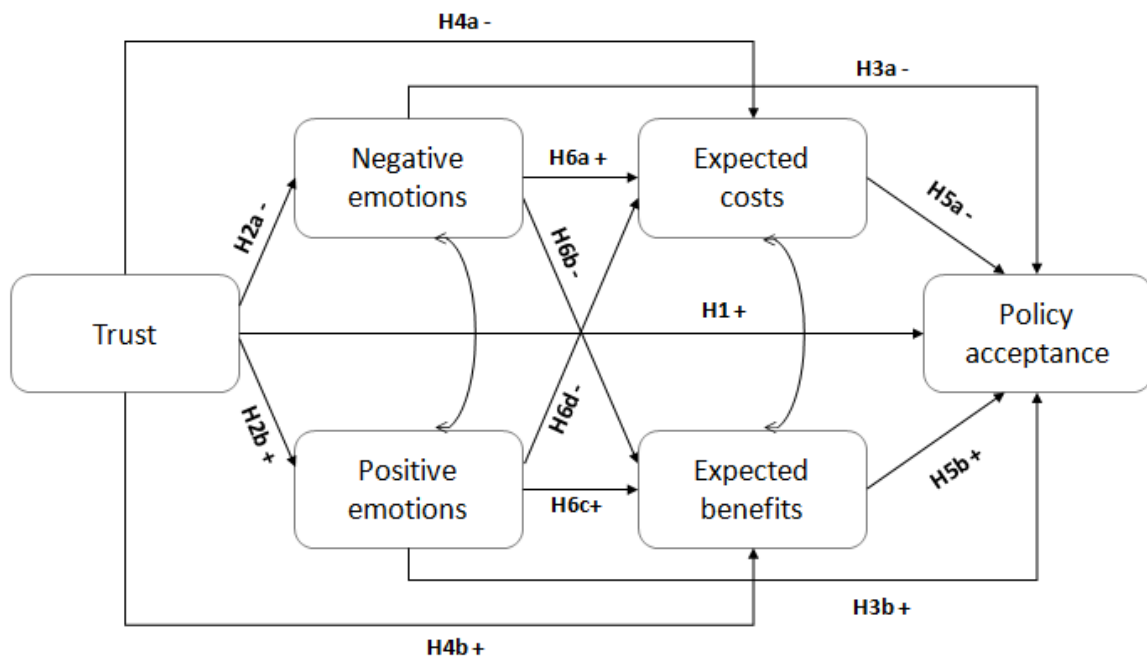 H4a -
H3a -
Negative
emotions
H6a +
Expected
costs
H2a -
H6b -
H5a -
Trust
H1 +
Policy
acceptance
H2b +
H6d -
Positive
emotions
H6c+
Expected
benefits
H5b +
H3b +
H4b +